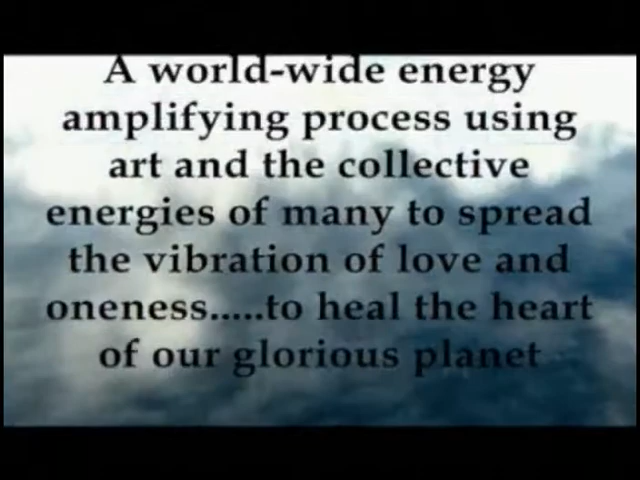 A world-wide energy
amplifying process using
art and the collective
energies of many to spread
the vibration of love and
oneness.....to heal the heart
of our glorious planet